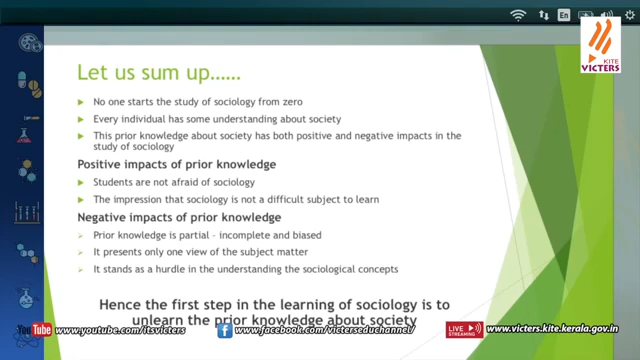 En
KITE
VICTERS
Let us sum up……
No one starts the study of sociology from zero
Every individual has some understanding about society
This prior knowledge about society has both positive and negative impacts in the
study of sociology
Positive impacts of prior knowledge
Students are not afraid of sociology
The impression that sociology is not a difficult subject to learn
Negative impacts of prior knowledge
Prior knowledge is partial – incomplete and biased
It presents only one view of the subject matter
It stands as a hurdle in the understanding the sociological concepts
Hence the first step in the learning of sociology is to
unlearn the prior knowledge about society
YouTube www.youtube.com/itsvicters f www.facebook.com/victerseduchannel/ LIVE STREAMING www.victers.kite.kerala.gov.in